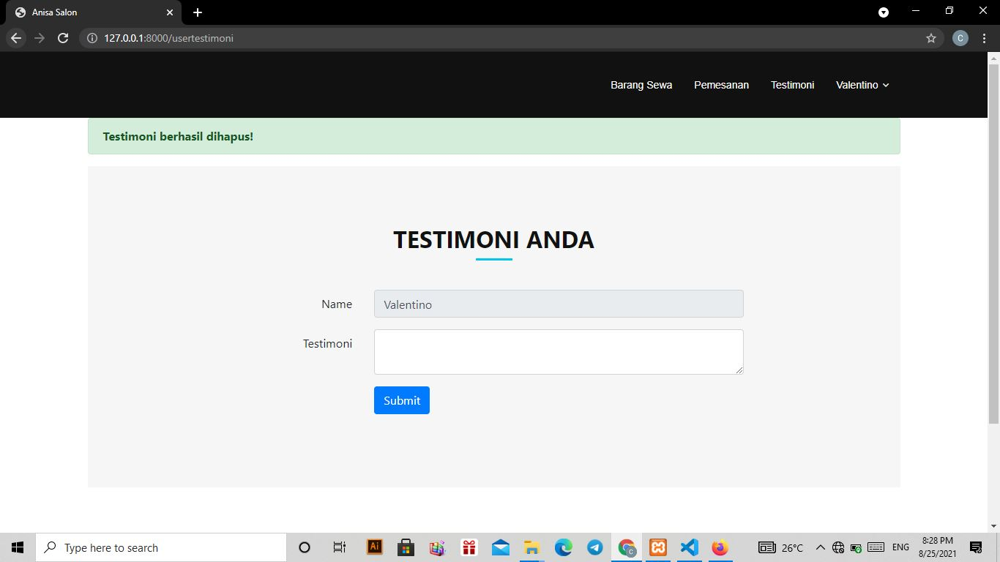 Anisa Salon
127.0.0.1:8000/usertestimoni
C
Barang Sewa Pemesanan Testimoni Valentino
Testimoni berhasil dihapus!
TESTIMONI ANDA
Name Valentino
Testimoni
Submit
Type here to search
Ai
C
26°C
ENG
8:28 PM
8/25/2021